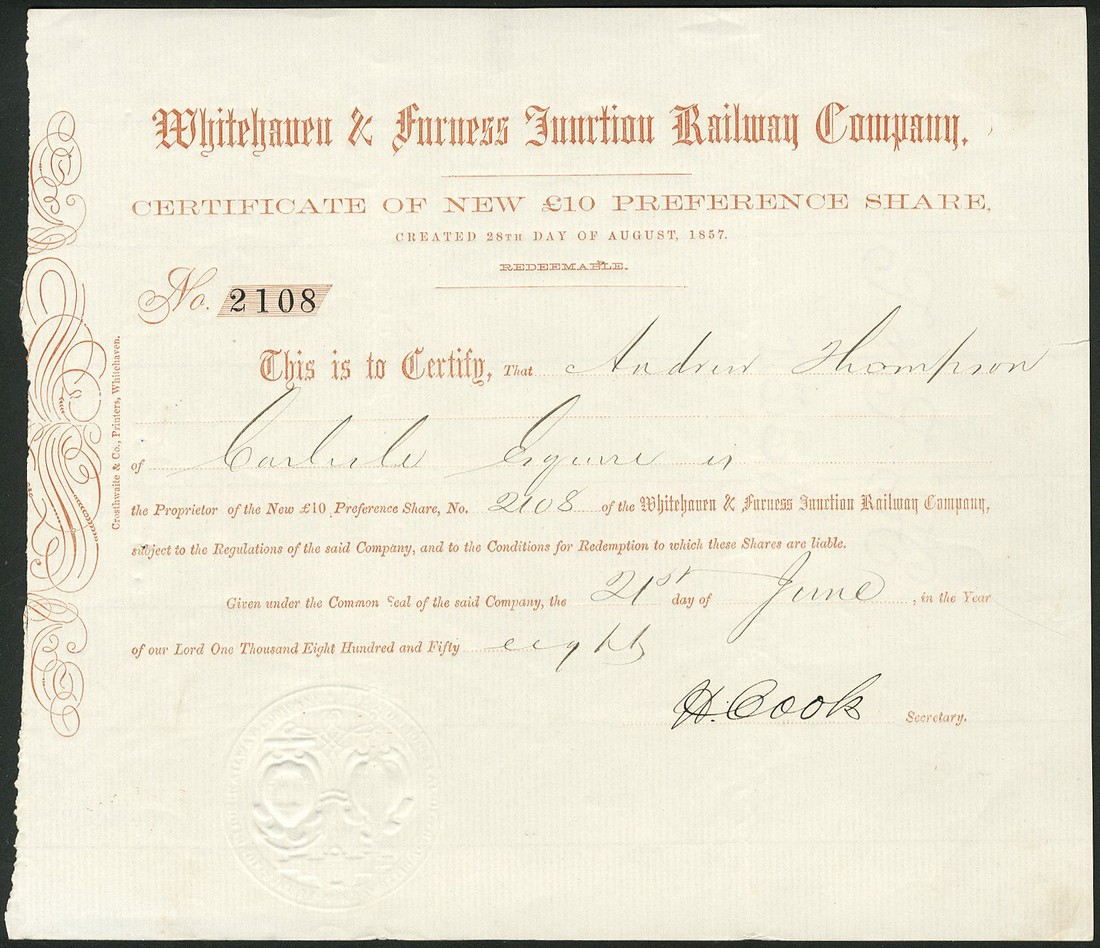 Whitehaven & Furness Junction Railway Company.
CERTIFICATE OF NEW £10 PREFERENCE SHARE,
CREATED 28TH DAY OF AUGUST, 1857.
REDEEMABLE.
No. 2108
This is to Certify, That Andrew Thompson
of Carlisle Esquire is
the Proprietor of the New £10 Preference Share, No. 2108 of the Whitehaven & Furness Junction Railway Company,
subject to the Regulations of the said Company, and to the Conditions for Redemption to which these Shares are liable.
Given under the Common Seal of the said Company, the 21st day of June, in the Year
of our Lord One Thousand Eight Hundred and Fifty eight
H. Cook Secretary.
Crosthwaite & Co., Printers, Whitehaven.